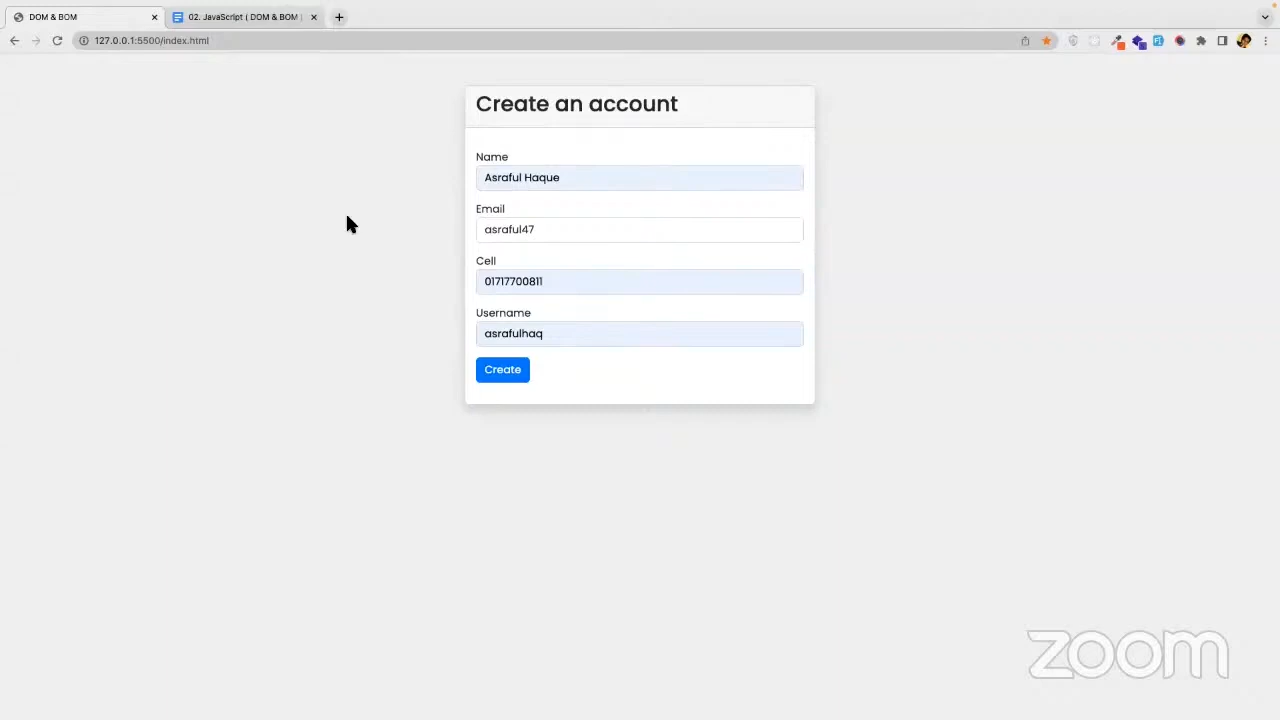 DOM & BOM
02. JavaScript ( DOM & BOM )
127.0.0.1:5500/index.html
Create an account
Name
Asraful Haque
Email
asraful47
Cell
01717700811
Username
asrafulhaq
Create
zoom